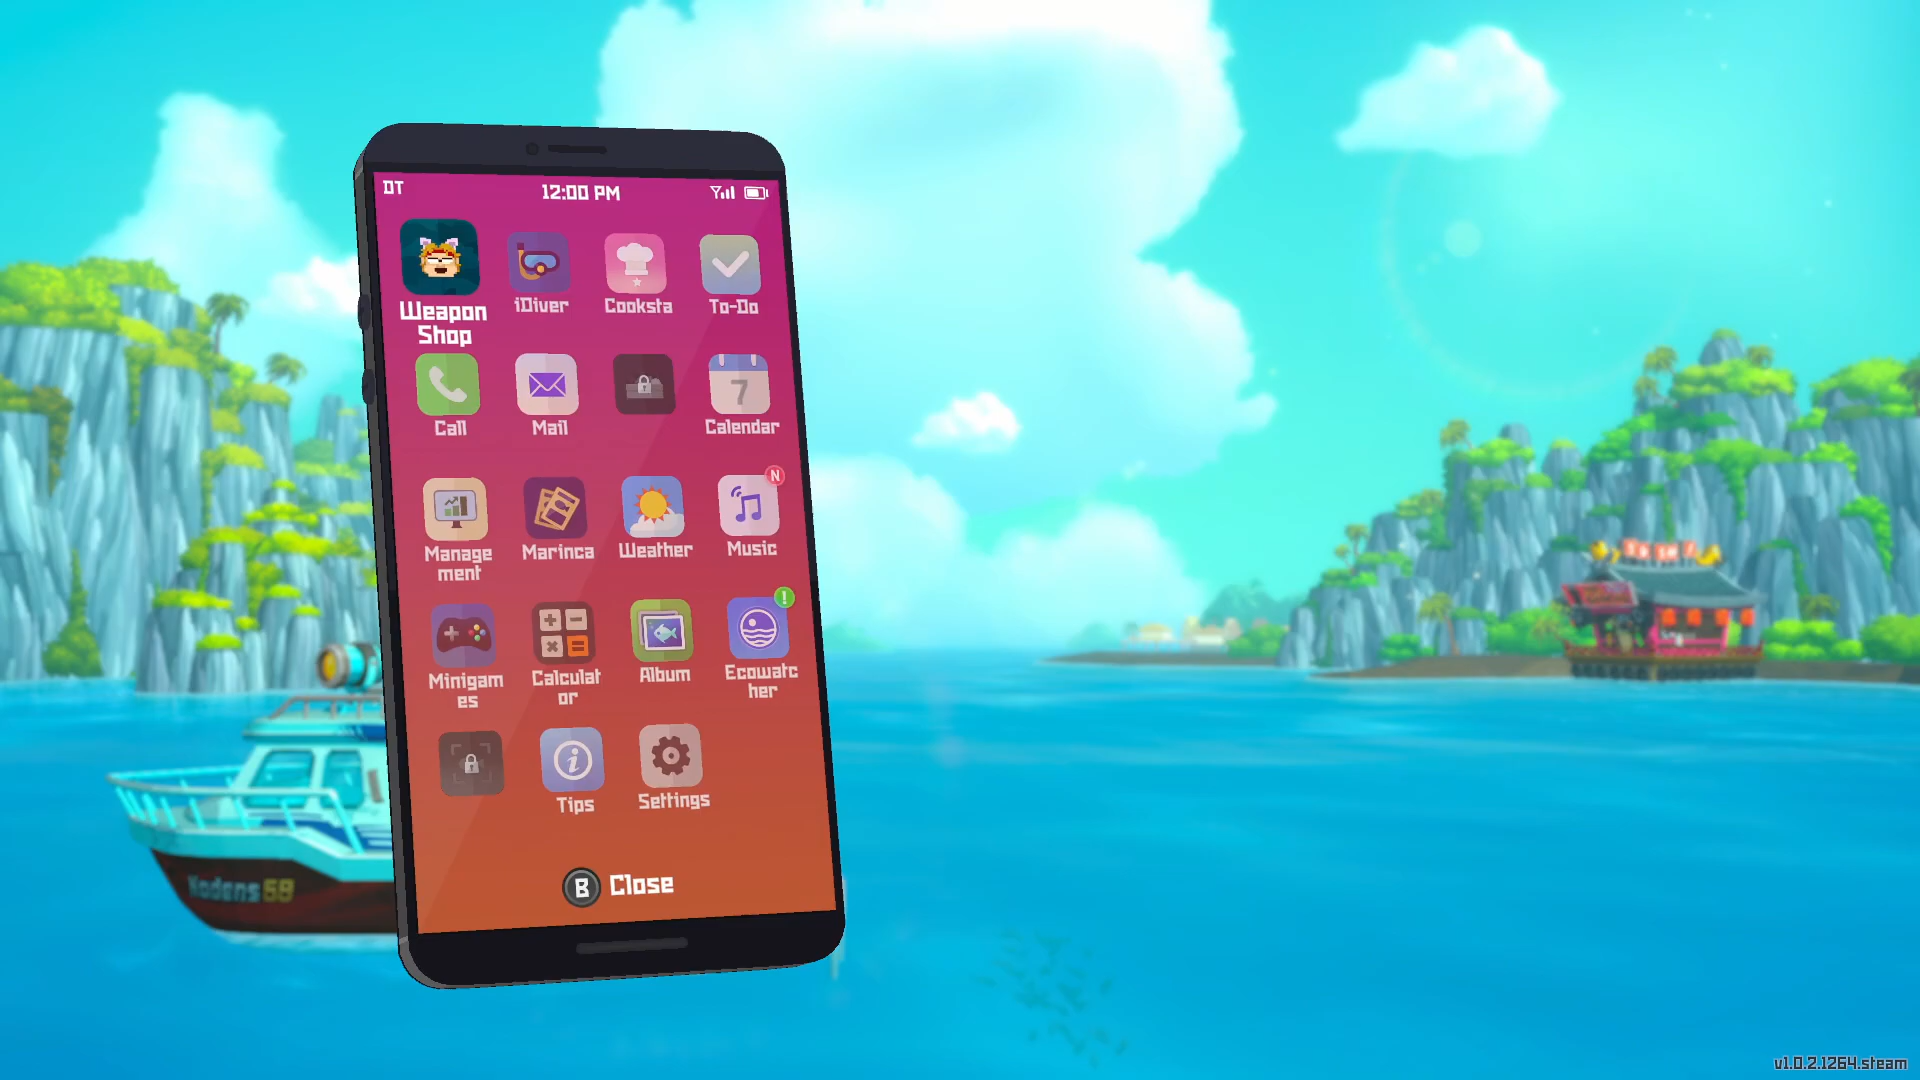 DT
12:00 PM
Weapon
Shop
iDiver
Cooksta
To-Do
Call
Mail
7
Calendar
Manage
ment
Marinca
Weather
N
Music
Minigam
es
Calculat
or
Album
!
Ecowatc
her
i
Tips
Settings
B Close
58
v1.0.2.1264.steam